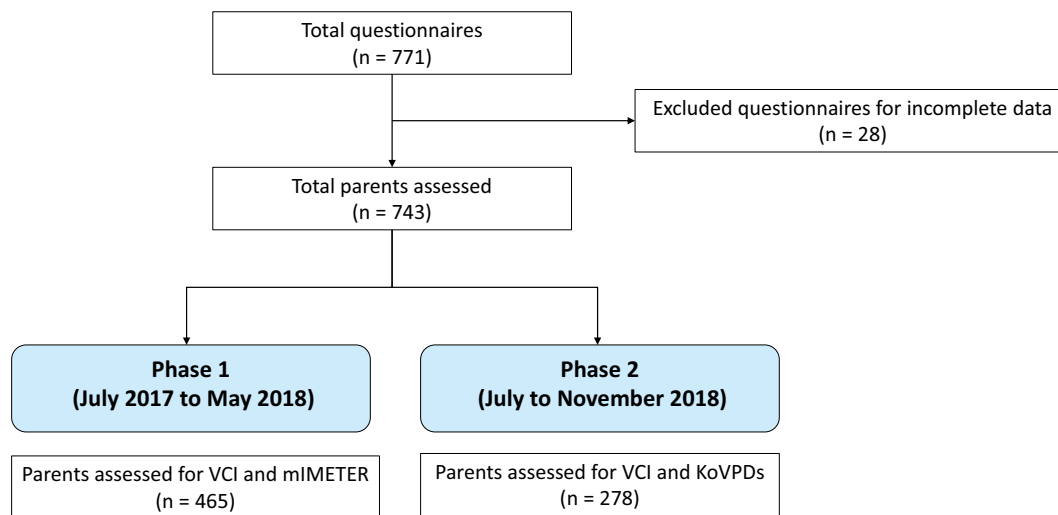 Total questionnaires
(n = 771)
Excluded questionnaires for incomplete data
(n = 28)
Total parents assessed
(n = 743)
Phase 1
(July 2017 to May 2018)
Phase 2
(July to November 2018)
Parents assessed for VCI and mIMETER
(n = 465)
Parents assessed for VCI and KoVPDs
(n = 278)